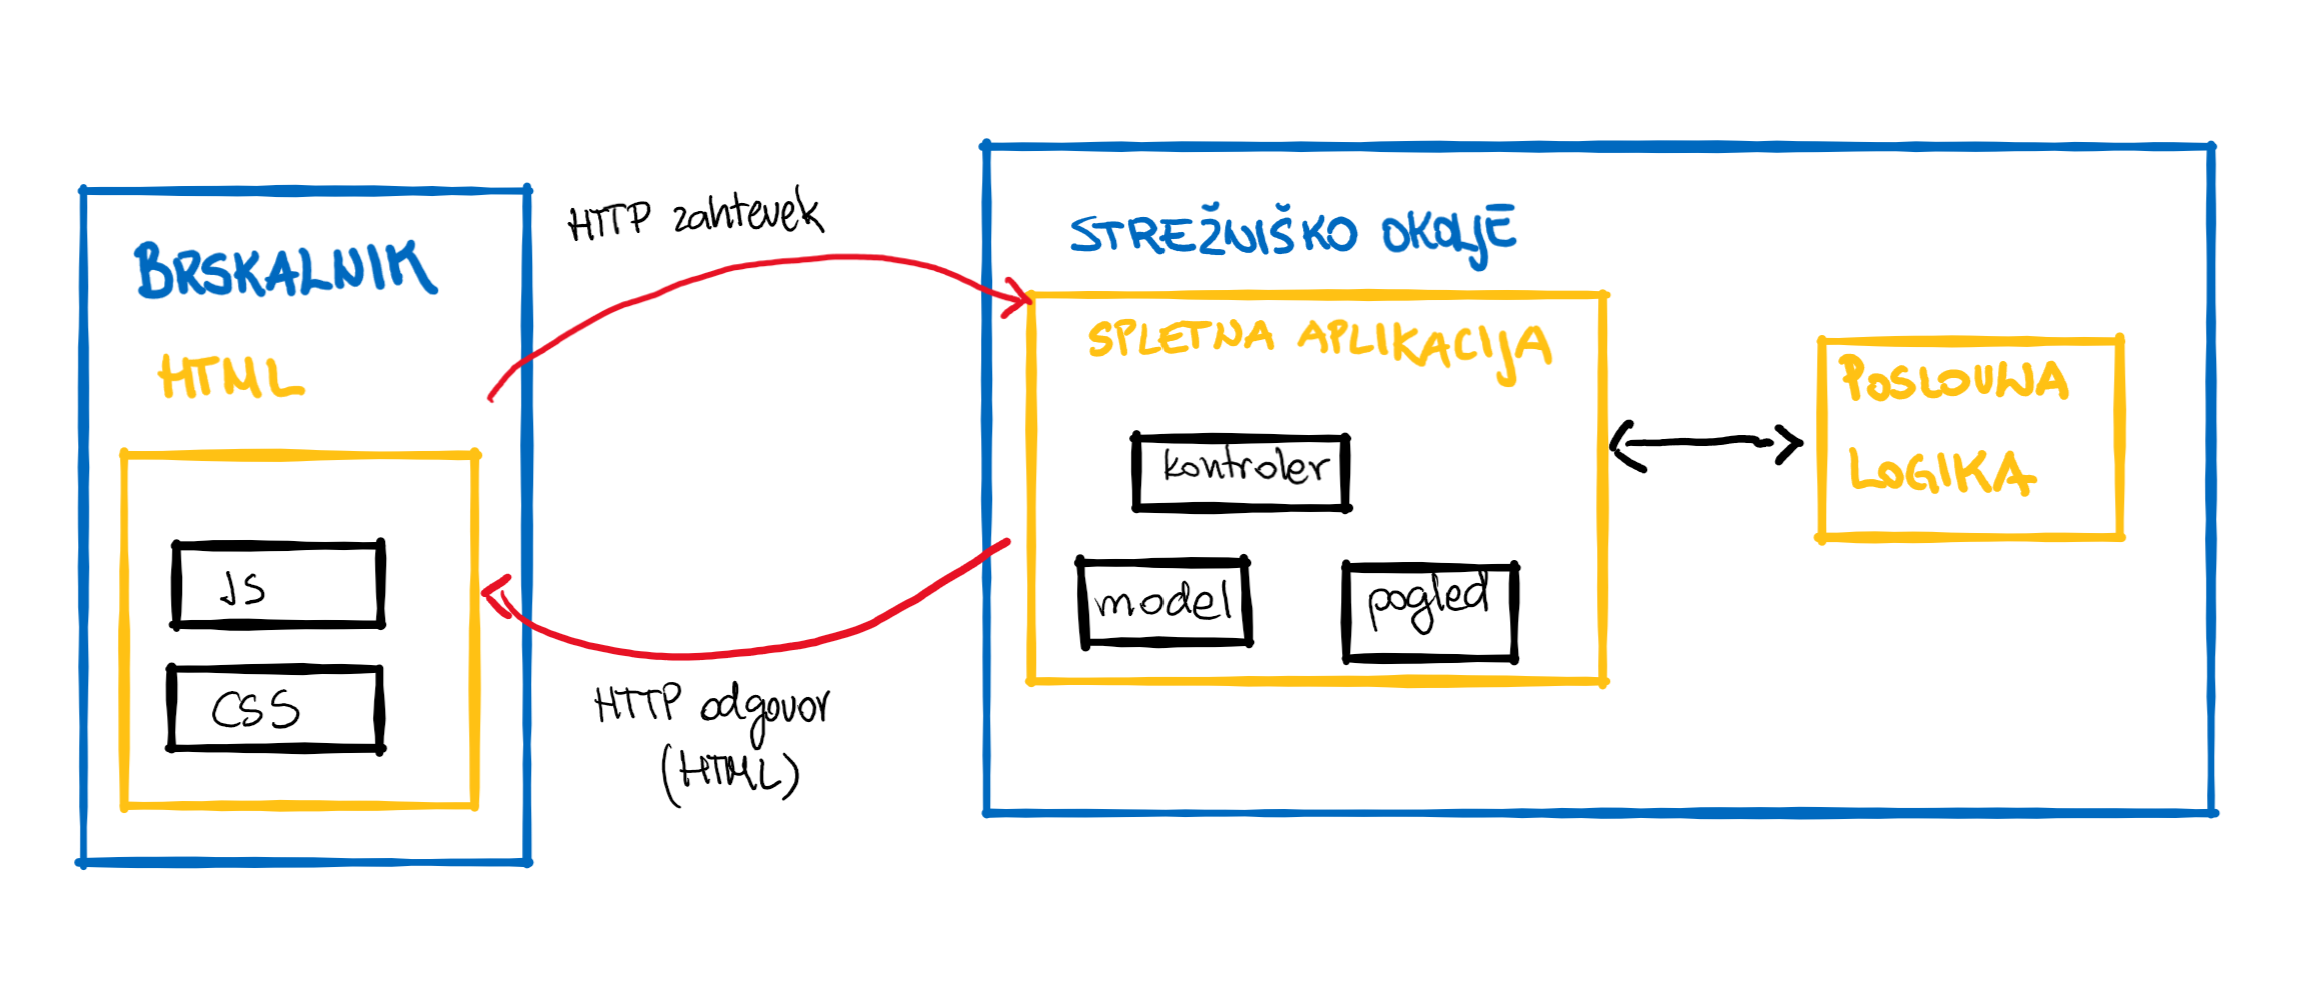 BRSKALNIK
HTML
JS
CSS
HTTP zahtevek
HTTP odgovor
(HTML)
STREŽNIŠKO OKOLJE
SPLETNA APLIKACIJA
kontroler
model
pogled
POSLOVNA
LOGIKA